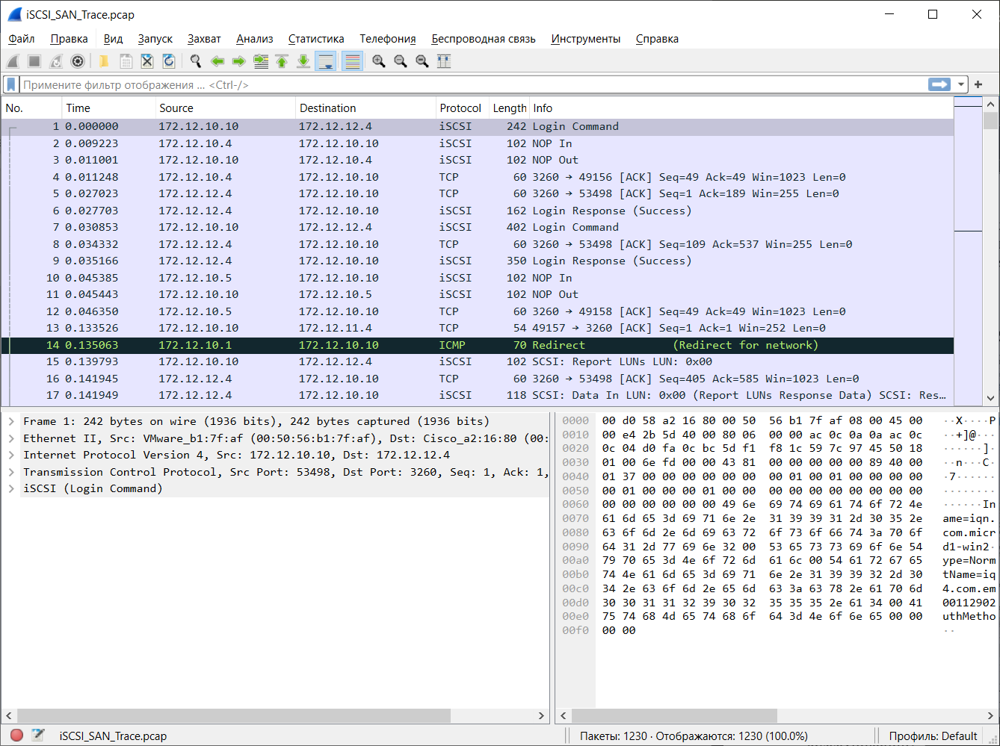 iSCSI_SAN_Trace.pcap
Файл Правка Вид Запуск Захват Анализ Статистика Телефония Беспроводная связь Инструменты Справка
Примените фильтр отображения ... <Ctrl-/>
No. Time Source Destination Protocol Length Info
1 0.000000 172.12.10.10 172.12.12.4 iSCSI 242 Login Command
2 0.009223 172.12.10.4 172.12.10.10 iSCSI 102 NOP In
3 0.011001 172.12.10.10 172.12.10.4 iSCSI 102 NOP Out
4 0.011248 172.12.10.4 172.12.10.10 TCP 60 3260 → 49156 [ACK] Seq=49 Ack=49 Win=1023 Len=0
5 0.027023 172.12.12.4 172.12.10.10 TCP 60 3260 → 53498 [ACK] Seq=1 Ack=189 Win=255 Len=0
6 0.027703 172.12.12.4 172.12.10.10 iSCSI 162 Login Response (Success)
7 0.030853 172.12.10.10 172.12.12.4 iSCSI 402 Login Command
8 0.034332 172.12.12.4 172.12.10.10 TCP 60 3260 → 53498 [ACK] Seq=109 Ack=537 Win=255 Len=0
9 0.035166 172.12.12.4 172.12.10.10 iSCSI 350 Login Response (Success)
10 0.045385 172.12.10.5 172.12.10.10 iSCSI 102 NOP In
11 0.045443 172.12.10.10 172.12.10.5 iSCSI 102 NOP Out
12 0.046350 172.12.10.5 172.12.10.10 TCP 60 3260 → 49158 [ACK] Seq=49 Ack=49 Win=1023 Len=0
13 0.133526 172.12.10.10 172.12.11.4 TCP 54 49157 → 3260 [ACK] Seq=1 Ack=1 Win=252 Len=0
14 0.135063 172.12.10.1 172.12.10.10 ICMP 70 Redirect (Redirect for network)
15 0.139793 172.12.10.10 172.12.12.4 iSCSI 102 SCSI: Report LUNs LUN: 0x00
16 0.141945 172.12.12.4 172.12.10.10 TCP 60 3260 → 53498 [ACK] Seq=405 Ack=585 Win=1023 Len=0
17 0.141949 172.12.12.4 172.12.10.10 iSCSI 118 SCSI: Data In LUN: 0x00 (Report LUNs Response Data) SCSI: Res…
Frame 1: 242 bytes on wire (1936 bits), 242 bytes captured (1936 bits)
Ethernet II, Src: VMware_b1:7f:af (00:50:56:b1:7f:af), Dst: Cisco_a2:16:80 (00:
Internet Protocol Version 4, Src: 172.12.10.10, Dst: 172.12.12.4
Transmission Control Protocol, Src Port: 53498, Dst Port: 3260, Seq: 1, Ack: 1,
iSCSI (Login Command)
0000 00 d0 58 a2 16 80 00 50 56 b1 7f af 08 00 45 00 ··X····P
0010 00 e4 2b 5d 40 00 80 06 00 00 ac 0c 0a 0a ac 0c ··+]@···
0020 0c 04 d0 fa 0c bc 5d f1 f8 1c 59 7c 97 45 50 18 ······]·
0030 01 00 6e fd 00 00 43 81 00 00 00 00 00 89 40 00 ··n···C·
0040 01 37 00 00 00 00 00 00 00 01 00 01 00 00 00 00 ·7······
0050 00 01 00 00 00 01 00 00 00 00 00 00 00 00 00 00 ········
0060 00 00 00 00 00 00 49 6e 69 74 69 61 74 6f 72 4e ······In
0070 61 6d 65 3d 69 71 6e 2e 31 39 39 31 2d 30 35 2e ame=iqn.
0080 63 6f 6d 2e 6d 69 63 72 6f 73 6f 66 74 3a 70 6f com.micr
0090 64 31 2d 77 69 6e 32 00 53 65 73 73 69 6f 6e 54 d1-win2·
00a0 79 70 65 3d 4e 6f 72 6d 61 6c 00 54 61 72 67 65 ype=Norm
00b0 74 4e 61 6d 65 3d 69 71 6e 2e 31 39 39 32 2d 30 tName=iq
00c0 34 2e 63 6f 6d 2e 65 6d 63 3a 63 78 2e 61 70 6d 4.com.em
00d0 30 30 31 31 32 39 30 32 35 35 35 2e 61 34 00 41 00112902
00e0 75 74 68 4d 65 74 68 6f 64 3d 4e 6f 6e 65 00 00 uthMetho
00f0 00 00 ··
iSCSI_SAN_Trace.pcap Пакеты: 1230 · Отображаются: 1230 (100.0%) Профиль: Default